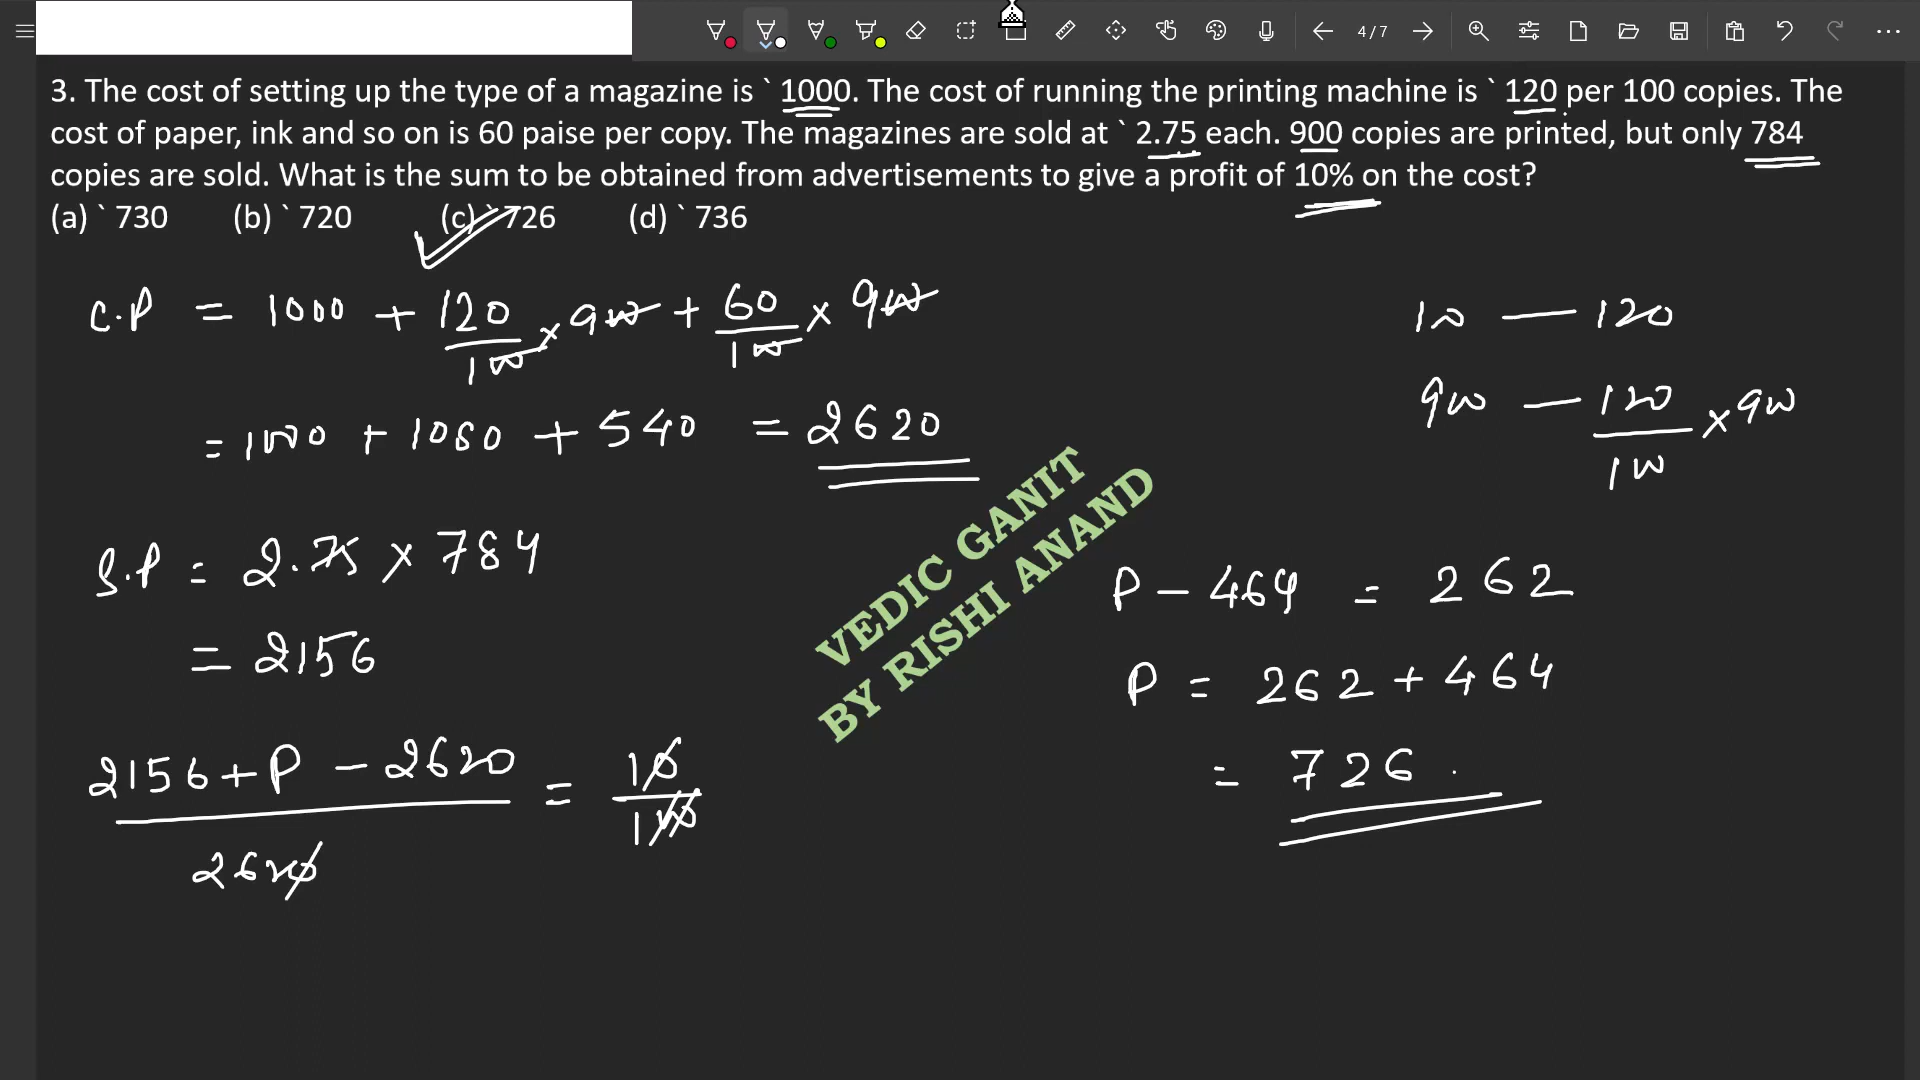 4 / 7
3. The cost of setting up the type of a magazine is ` 1000. The cost of running the printing machine is ` 120 per 100 copies. The
cost of paper, ink and so on is 60 paise per copy. The magazines are sold at ` 2.75 each. 900 copies are printed, but only 784
copies are sold. What is the sum to be obtained from advertisements to give a profit of 10% on the cost?
(a) ` 730 (b) ` 720 (c) ` 726 (d) ` 736
C.P = 1000 + 120/100 × 900 + 60/100 × 900
= 1000 + 1080 + 540 = 2620
100 — 120
900 — 120/100 × 900
S.P = 2.75 × 784
= 2156
2156 + P - 2620 / 2620 = 10/100
VEDIC GANIT
BY RISHI ANAND
P - 464 = 262
P = 262 + 464
= 726